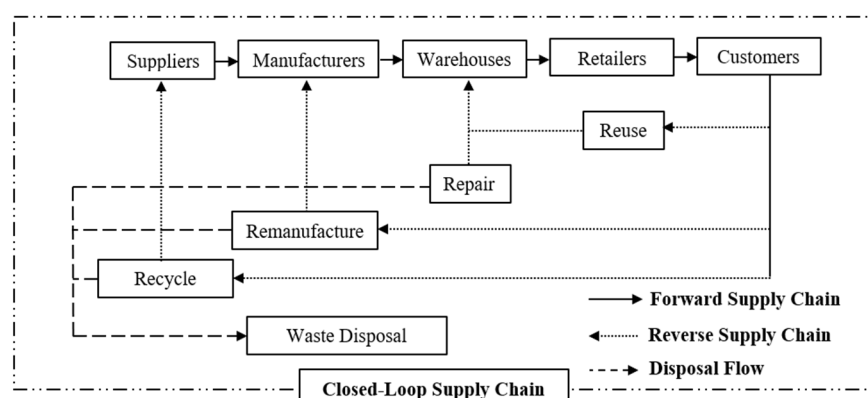 Suppliers
Manufacturers
Warehouses
Retailers
Customers
Reuse
Repair
Remanufacture
Recycle
Waste Disposal
Forward Supply Chain
Reverse Supply Chain
Disposal Flow
Closed-Loop Supply Chain